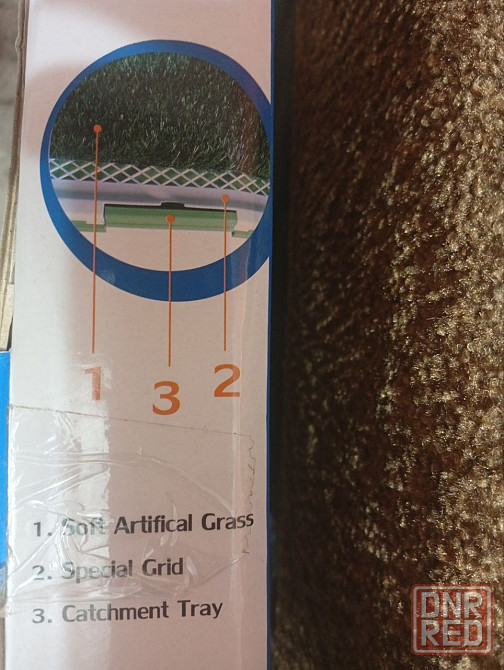 1
3
2
1. Soft Artifical Grass
2. Special Grid
3. Catchment Tray
DNR
RED